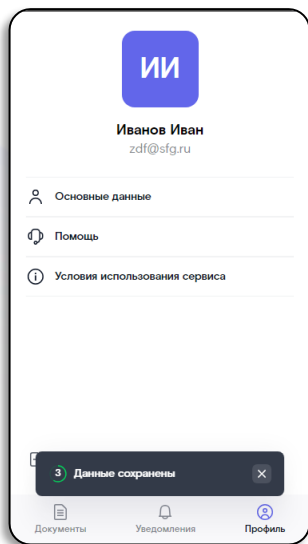 ИИ
Иванов Иван
zdf@sfg.ru
Основные данные
Помощь
Условия использования сервиса
3 Данные сохранены
Документы Уведомления Профиль